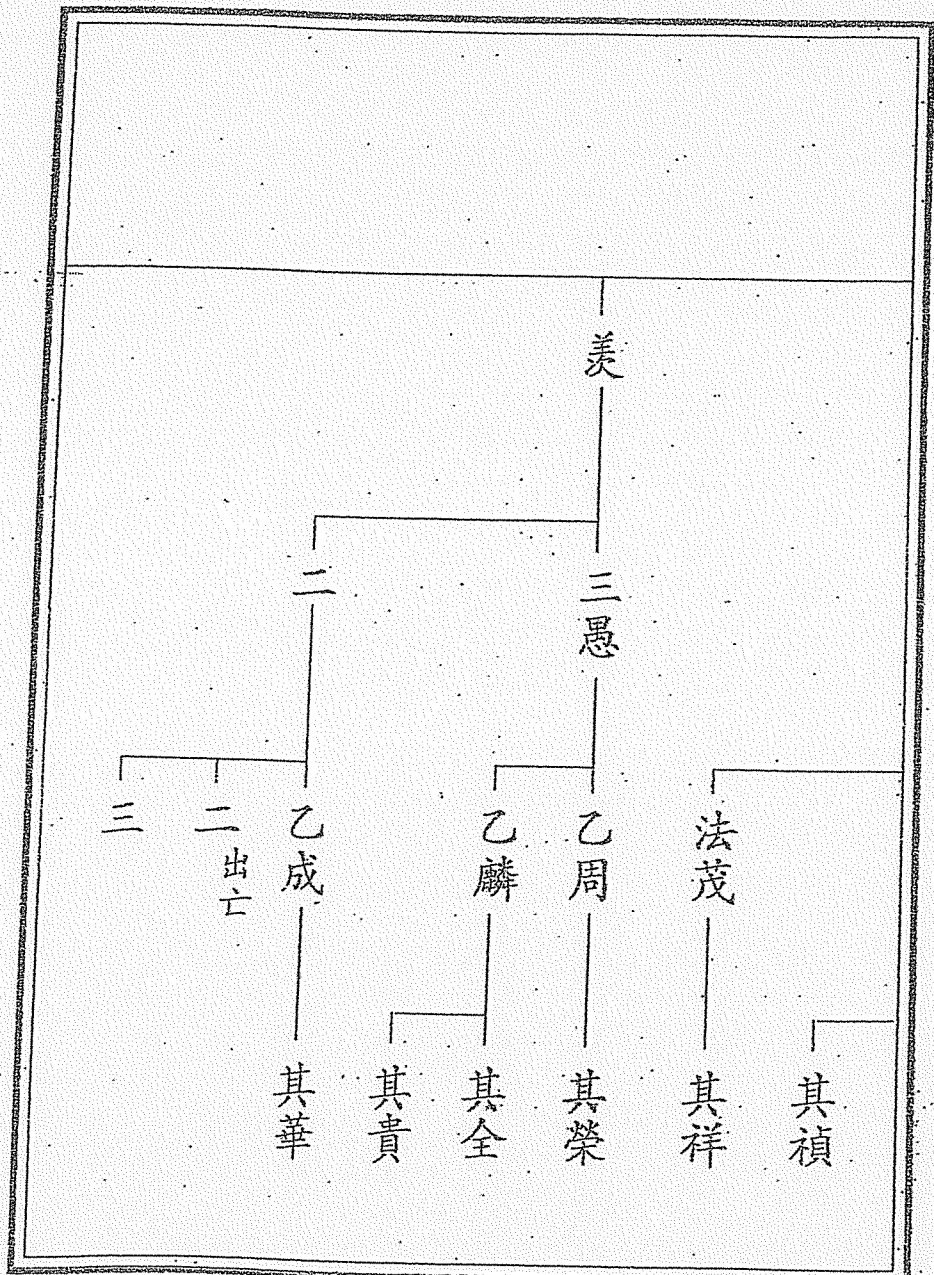 羨
三愚
二
法茂
乙周
乙麟
乙成
二
出亡
三
其禎
其祥
其榮
其全
其貴
其華